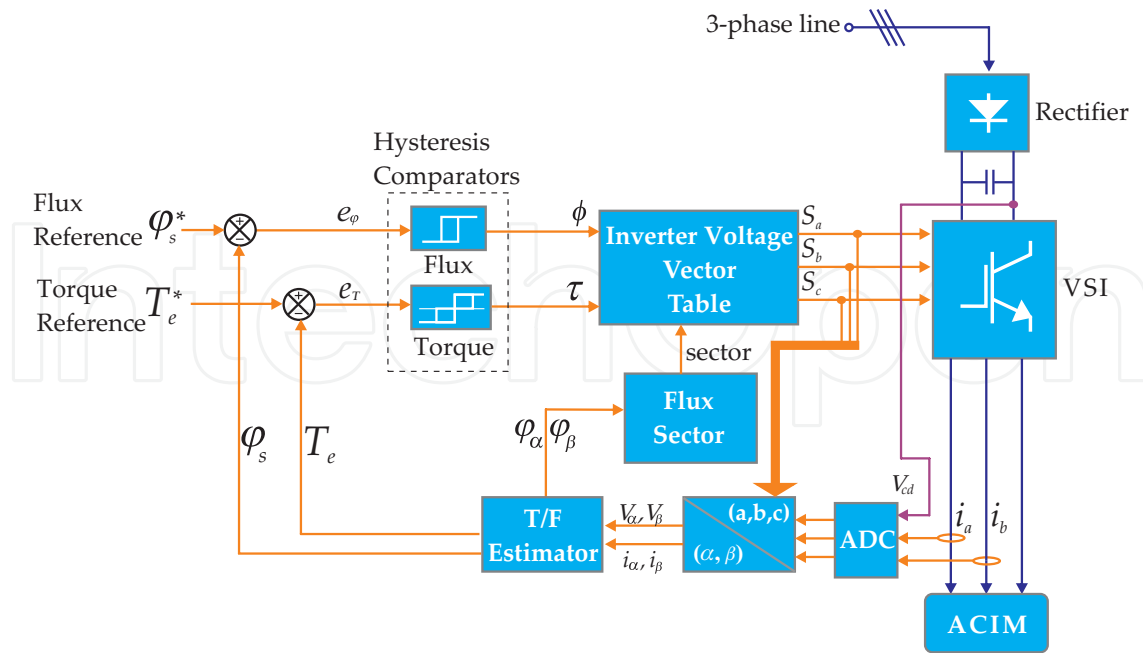 3-phase line
Rectifier
Hysteresis
Comparators
Flux
Reference
φs*
eφ
Flux
ϕ
Inverter Voltage
Vector
Table
Sa
Sb
Sc
VSI
Torque
Reference
Te*
eT
Torque
τ
sector
Flux
Sector
φs
Te
φα φβ
Vcd
T/F
Estimator
Vα, Vβ
iα, iβ
(a,b,c)
(α, β)
ADC
ia
ib
ACIM
IntechOpen